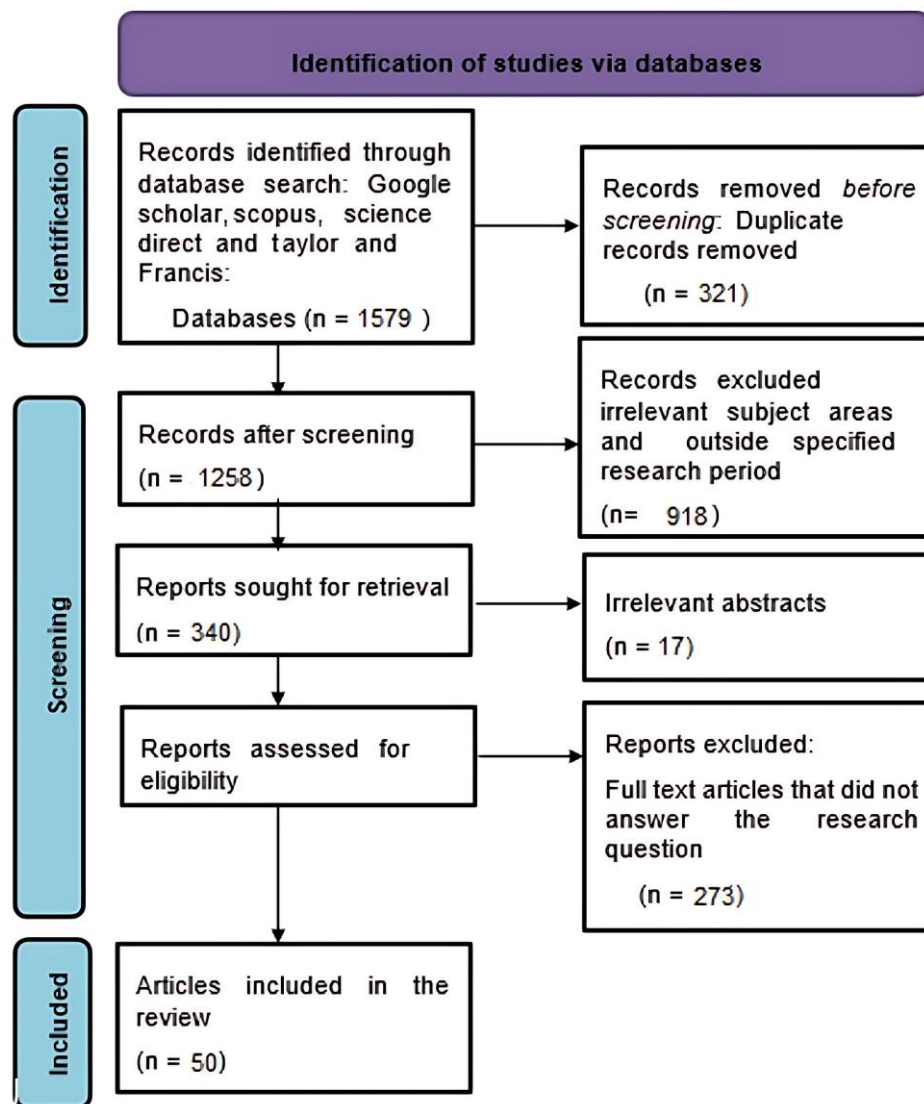 Identification of studies via databases
Identification
Records identified through
database search: Google
scholar, scopus, science
direct and taylor and
Francis:
Databases (n = 1579 )
Records removed before
screening: Duplicate
records removed
(n = 321)
Screening
Records after screening
(n = 1258)
Records excluded
irrelevant subject areas
and outside specified
research period
(n= 918)
Reports sought for retrieval
(n = 340)
Irrelevant abstracts
(n = 17)
Reports assessed for
eligibility
Reports excluded:
Full text articles that did not
answer the research
question
(n = 273)
Included
Articles included in the
review
(n = 50)